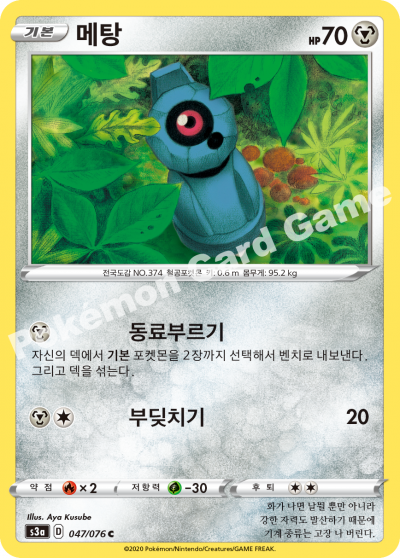 기본 메탕 HP 70
전국도감 NO.374 철공포켓몬 키: 0.6 m 몸무게: 95.2 kg
동료부르기
자신의 덱에서 기본 포켓몬을 2장까지 선택해서 벤치로 내보낸다.
그리고 덱을 섞는다.
부딪치기 20
약점 ×2 저항력 -30 후퇴
Illus. Aya Kusube
s3a D 047/076 C
화가 나면 날뛸 뿐만 아니라
강한 자력도 발산하기 때문에
기계 종류는 고장 나 버린다.
©2020 Pokémon/Nintendo/Creatures/GAME FREAK.
Pokémon Card Game